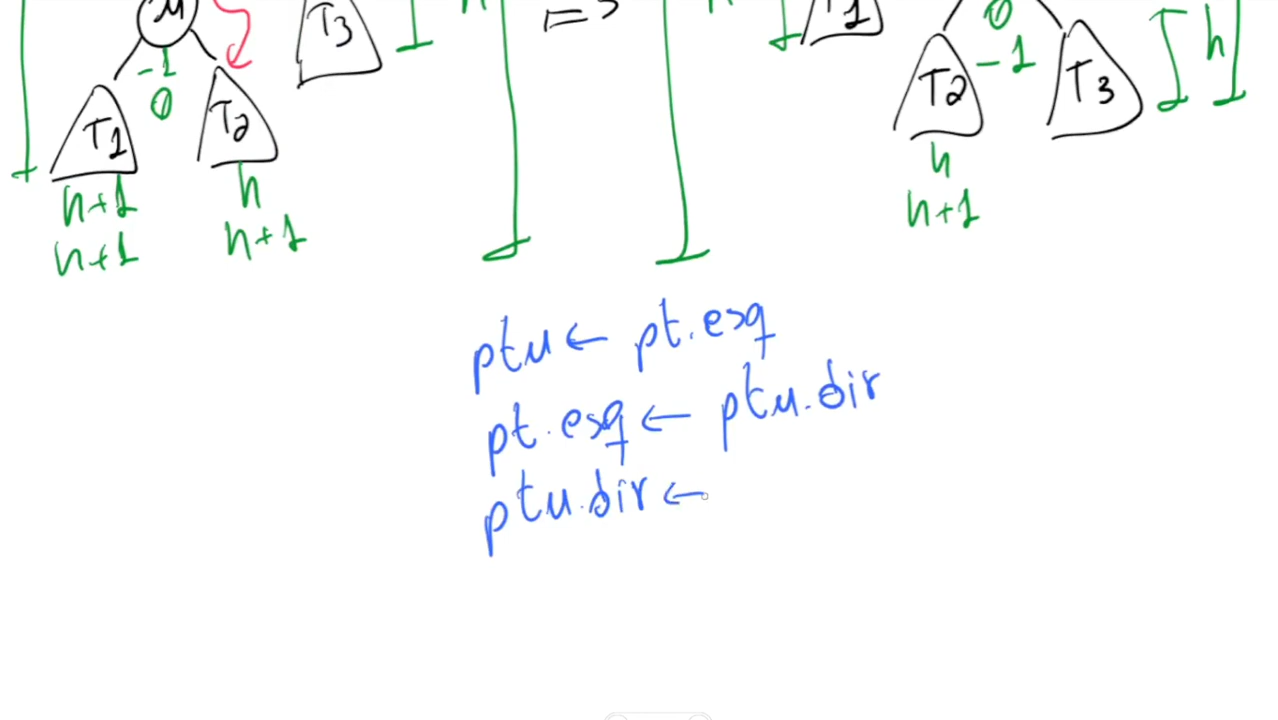 u
T3
h
=>
h
T1
0
-1
0
T1
T2
T2
-1
T3
h
h+1
h
h
h+1
h+1
h+1
ptu ← pt.esq
pt.esq ← ptu.dir
ptu.dir ←